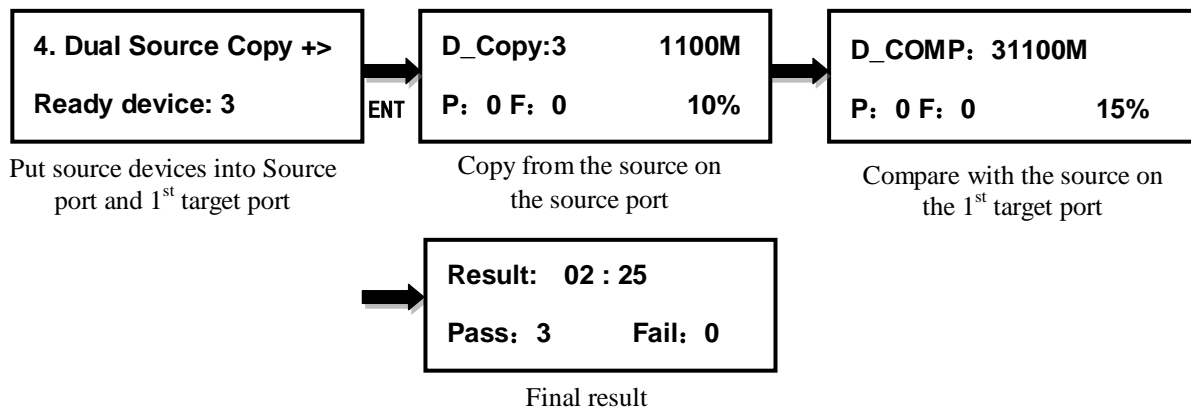 4. Dual Source Copy +>
Ready device: 3
Put source devices into Source
port and 1st target port
ENT
D_Copy:3 1100M
P：0 F：0 10%
Copy from the source on
the source port
D_COMP：31100M
P：0 F：0 15%
Compare with the source on
the 1st target port
Result: 02 : 25
Pass：3 Fail：0
Final result